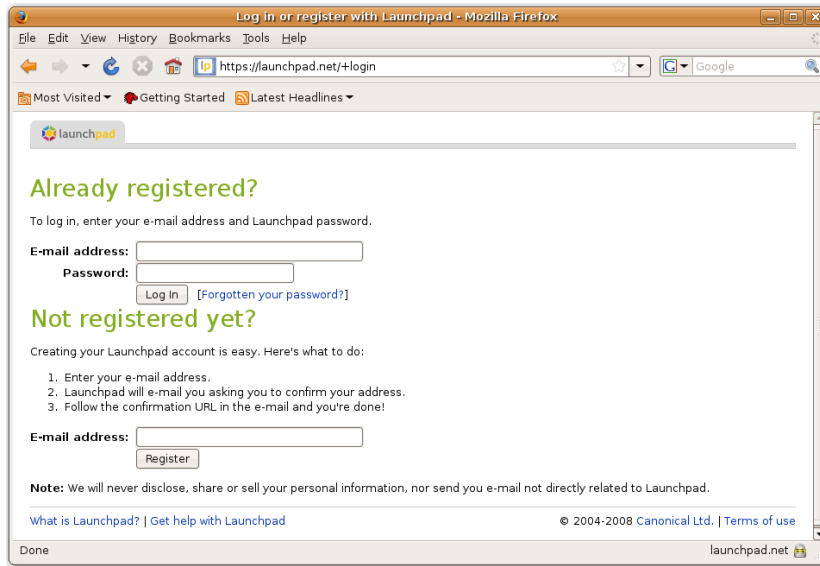 Log in or register with Launchpad - Mozilla Firefox
File Edit View History Bookmarks Tools Help
lp https://launchpad.net/+login G Google
Most Visited Getting Started Latest Headlines
launchpad
Already registered?
To log in, enter your e-mail address and Launchpad password.
E-mail address:
Password:
Log In [Forgotten your password?]
Not registered yet?
Creating your Launchpad account is easy. Here's what to do:
1. Enter your e-mail address.
2. Launchpad will e-mail you asking you to confirm your address.
3. Follow the confirmation URL in the e-mail and you're done!
E-mail address:
Register
Note: We will never disclose, share or sell your personal information, nor send you e-mail not directly related to Launchpad.
What is Launchpad? | Get help with Launchpad © 2004-2008 Canonical Ltd. | Terms of use
Done launchpad.net